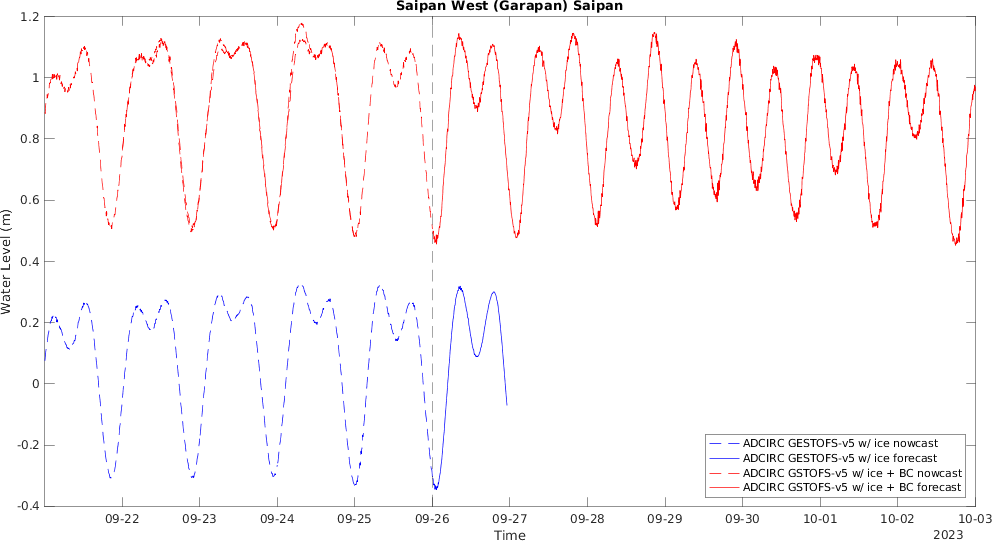 Saipan West (Garapan) Saipan
1.2
1
0.8
0.6
0.4
0.2
0
-0.2
-0.4
Water Level (m)
ADCIRC GESTOFS-v5 w/ ice nowcast
ADCIRC GESTOFS-v5 w/ ice forecast
ADCIRC GSTOFS-v5 w/ice + BC nowcast
ADCIRC GSTOFS-v5 w/ice + BC forecast
09-22 09-23 09-24 09-25 09-26 09-27 09-28 09-29 09-30 10-01 10-02 10-03
Time
2023